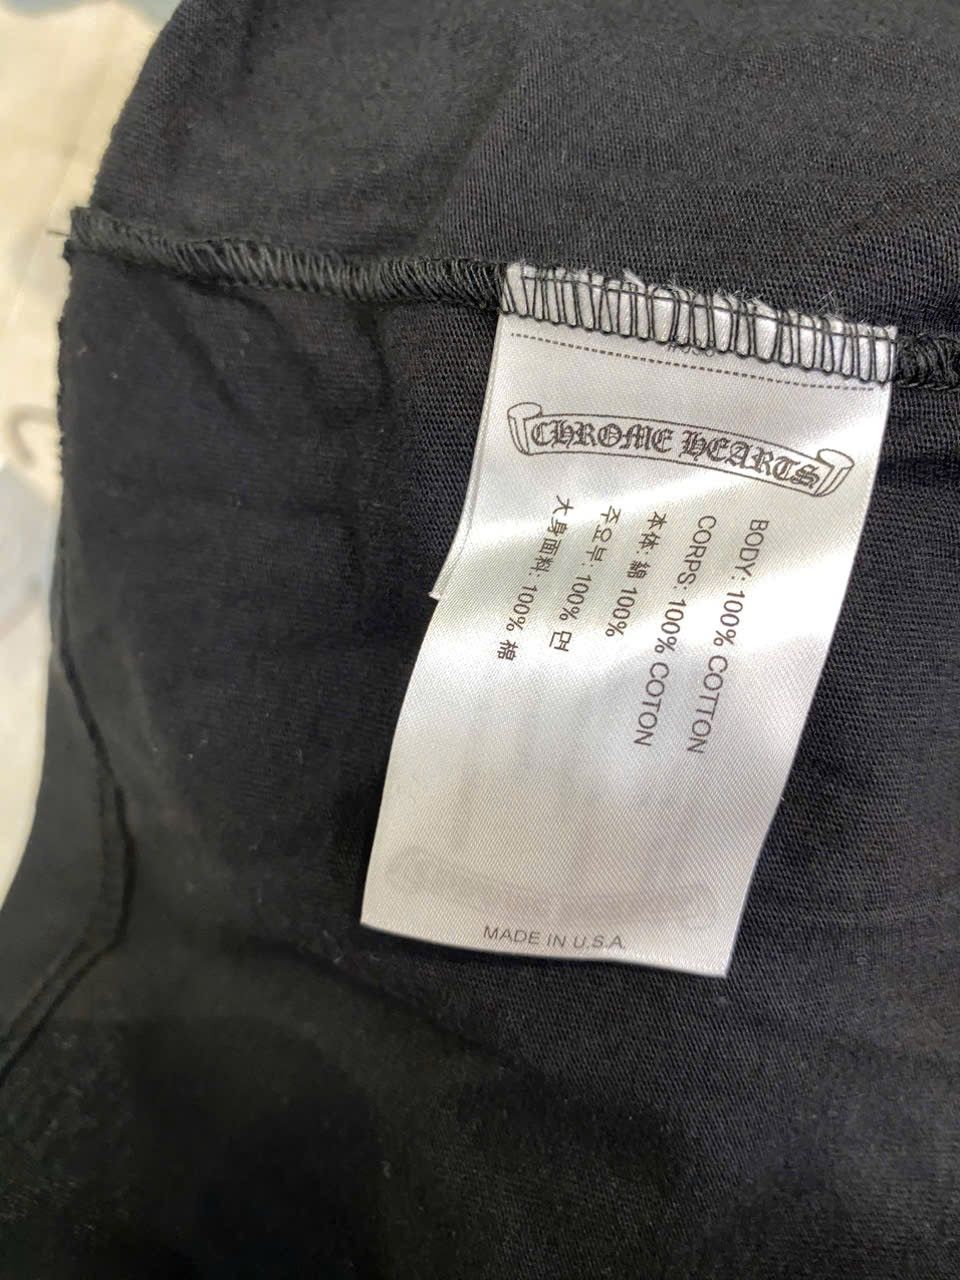 CHROME HEARTS
BODY: 100% COTTON
CORPS: 100% COTON
本体: 綿 100%
주요부: 100% 면
大身面料: 100% 棉
MADE IN U.S.A.